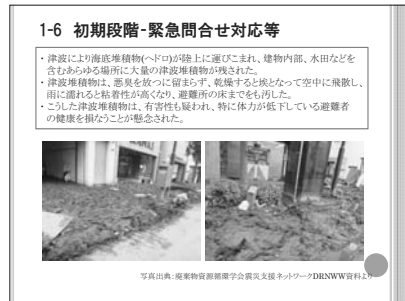 1-6 初期段階-緊急問合せ対応等
・津波により海底堆積物(ヘドロ)が陸上に運びこまれ、建物内部、水田などを
含むあらゆる場所に大量の津波堆積物が残された。
・津波堆積物は、悪臭を放つに留まらず、乾燥すると埃となって空中に飛散し、
雨に濡れると粘着性が高くなり、避難所の床までをも汚した。
・こうした津波堆積物は、有害性も疑われ、特に体力が低下している避難者
の健康を損なうことが懸念された。
写真出典：廃棄物資源循環学会震災支援ネットワークDRNWW資料より